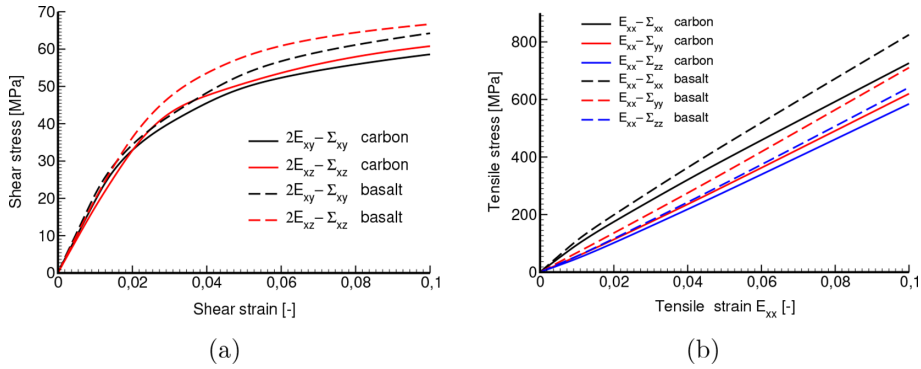 Shear stress [MPa]
70
60
50
40
30
20
10
0
0 0,02 0,04 0,06 0,08 0,1
Shear strain [-]
2Exy – Σxy carbon
2Exz – Σxz carbon
2Exy – Σxy basalt
2Exz – Σxz basalt
(a)
Tensile stress [MPa]
800
600
400
200
0
0 0,02 0,04 0,06 0,08 0,1
Tensile strain Exx [-]
Exx – Σxx carbon
Exx – Σyy carbon
Exx – Σzz carbon
Exx – Σxx basalt
Exx – Σyy basalt
Exx – Σzz basalt
(b)